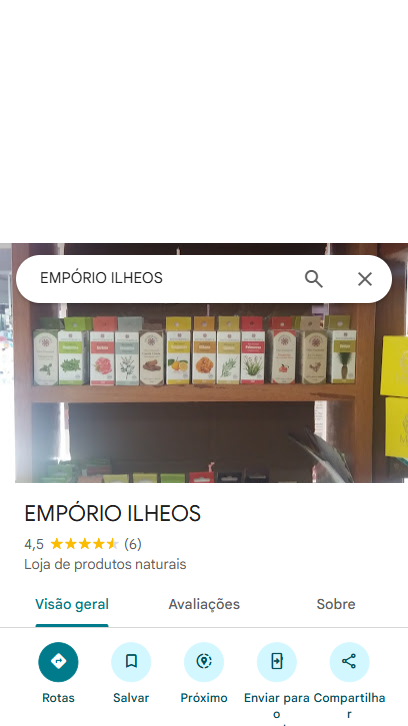 EMPÓRIO ILHEOS
EMPÓRIO ILHEOS
4,5 (6)
Loja de produtos naturais
Visão geral Avaliações Sobre
Rotas Salvar Próximo Enviar para o Compartilhar